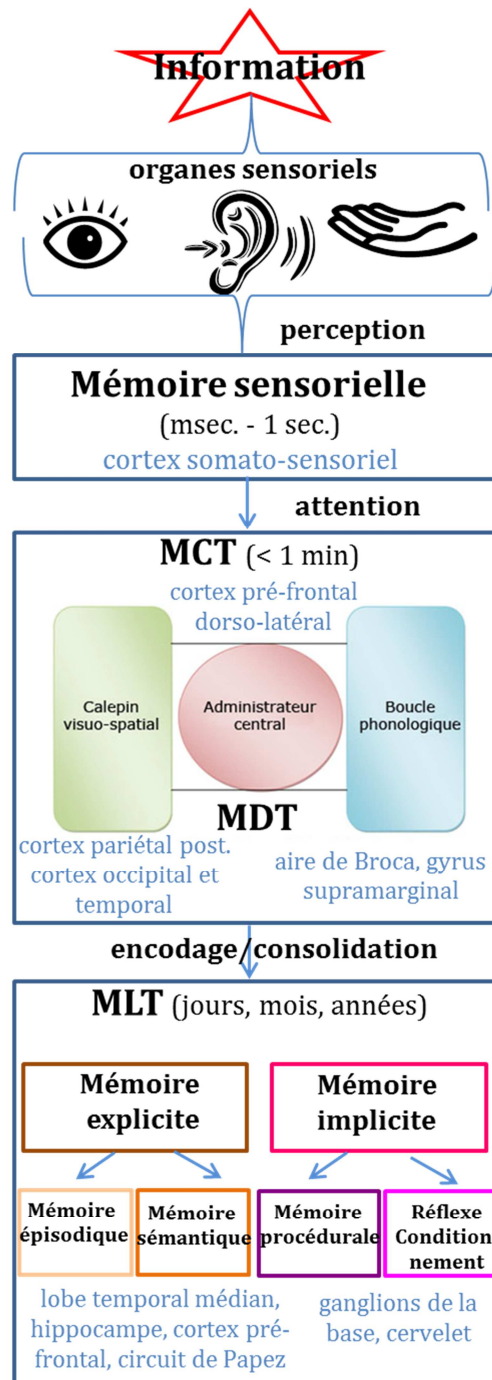 Information
organes sensoriels
perception
Mémoire sensorielle
(msec. - 1 sec.)
cortex somato-sensoriel
attention
MCT (< 1 min)
cortex pré-frontal
dorso-latéral
Calepin
visuo-spatial
Administrateur
central
Boucle
phonologique
MDT
cortex pariétal post.
cortex occipital et
temporal
aire de Broca, gyrus
supramarginal
encodage/consolidation
MLT (jours, mois, années)
Mémoire
explicite
Mémoire
implicite
Mémoire
épisodique
Mémoire
sémantique
Mémoire
procédurale
Réflexe
Condition
nement
lobe temporal médian,
hippocampe, cortex pré-
frontal, circuit de Papez
ganglions de la
base, cervelet